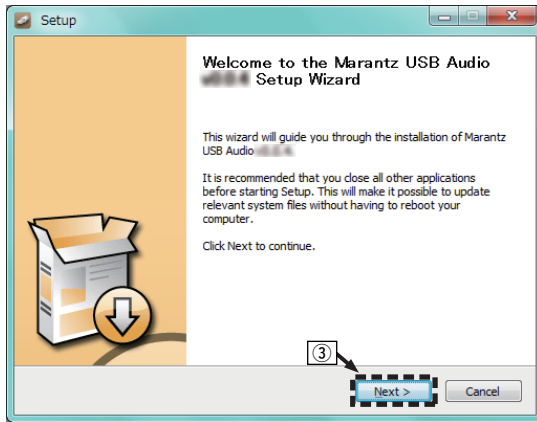 Setup
Welcome to the Marantz USB Audio
Setup Wizard
This wizard will guide you through the installation of Marantz
USB Audio
It is recommended that you close all other applications
before starting Setup. This will make it possible to update
relevant system files without having to reboot your
computer.
Click Next to continue.
③
Next >
Cancel